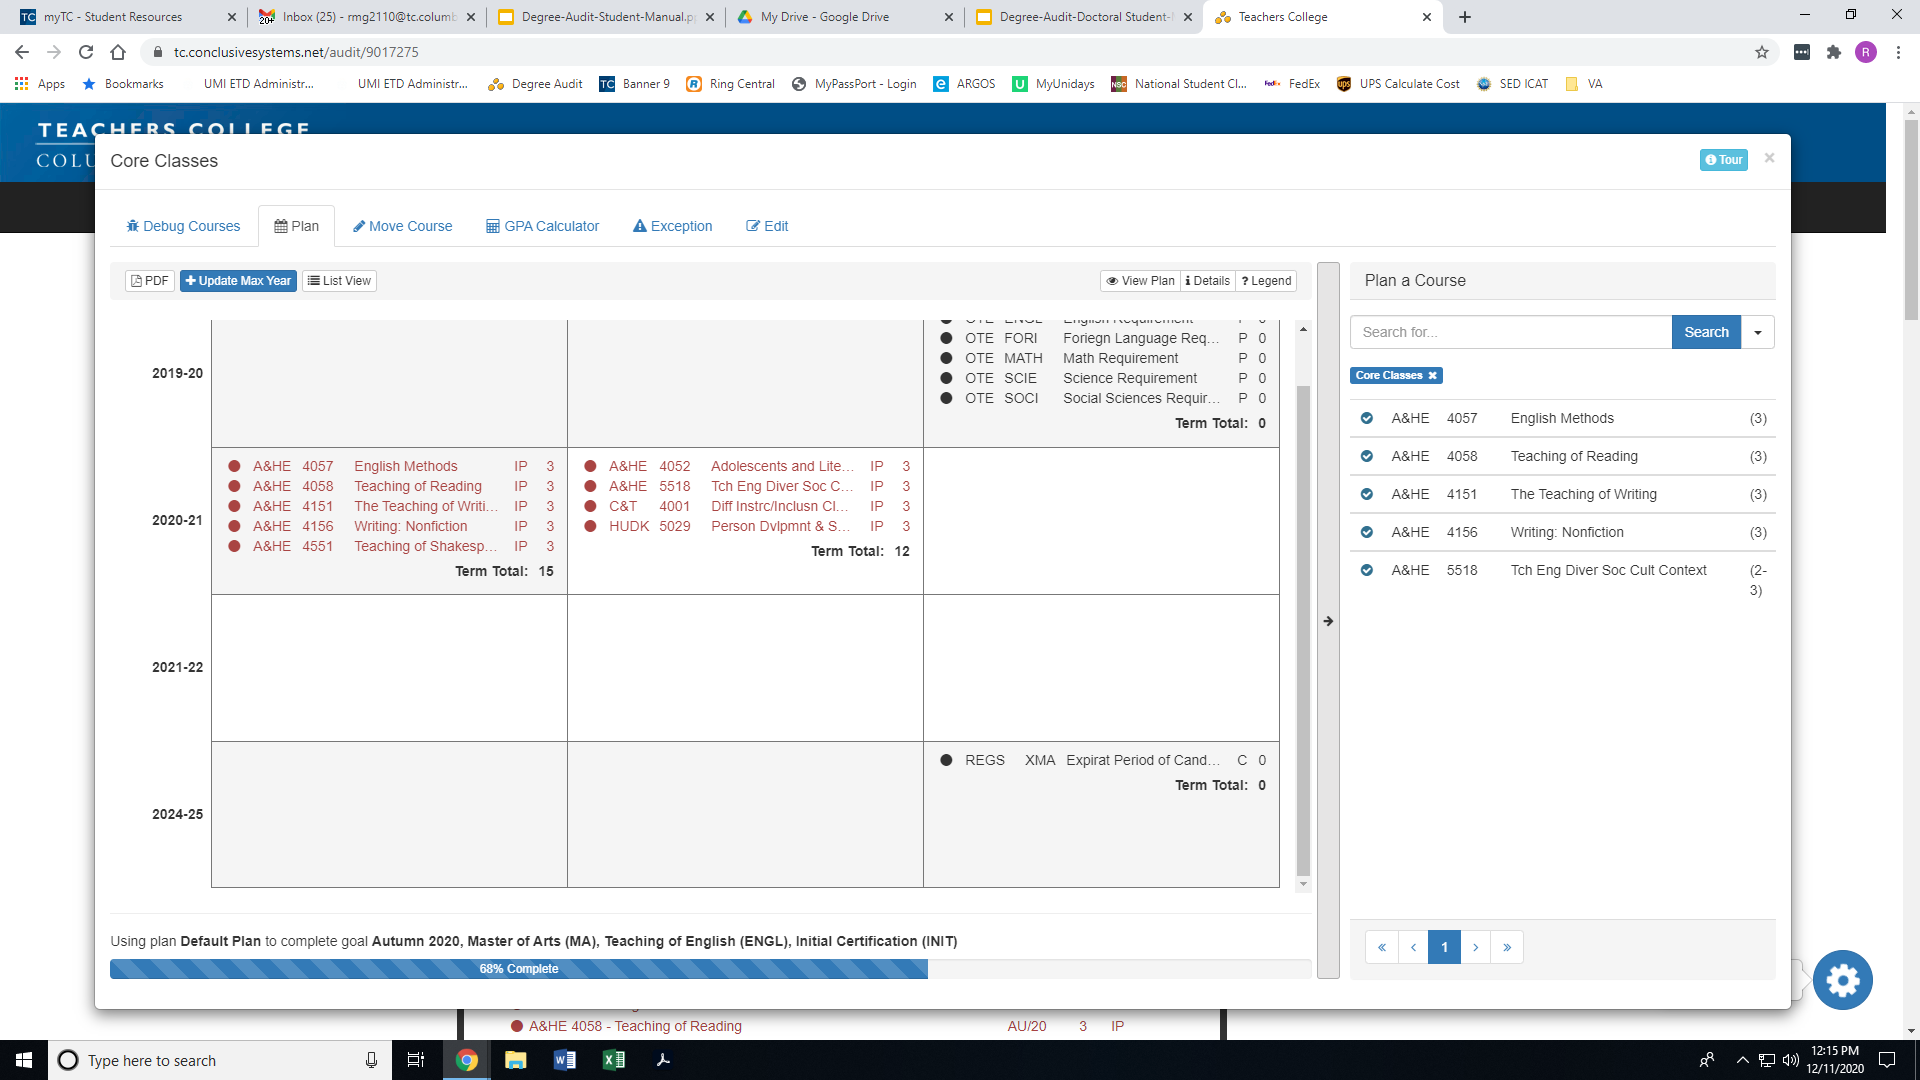 myTC - Student Resources
Inbox (25) - rmg2110@tc.columb
Degree-Audit-Student-Manual.p
My Drive - Google Drive
Degree-Audit-Doctoral Student-
Teachers College
tc.conclusivesystems.net/audit/9017275
R
Apps Bookmarks UMI ETD Administr... UMI ETD Administr... Degree Audit Banner 9 Ring Central MyPassPort - Login ARGOS MyUnidays National Student Cl... FedEx UPS Calculate Cost SED ICAT VA
TEACHERS COLLEGE
COLU
Core Classes
Tour
Debug Courses Plan Move Course GPA Calculator Exception Edit
PDF Update Max Year List View View Plan Details Legend
2019-20
OTE ENGL English Requirement P 0
OTE FORI Foriegn Language Req... P 0
OTE MATH Math Requirement P 0
OTE SCIE Science Requirement P 0
OTE SOCI Social Sciences Requir... P 0
Term Total: 0
2020-21
A&HE 4057 English Methods IP 3
A&HE 4058 Teaching of Reading IP 3
A&HE 4151 The Teaching of Writi... IP 3
A&HE 4156 Writing: Nonfiction IP 3
A&HE 4551 Teaching of Shakesp... IP 3
Term Total: 15
A&HE 4052 Adolescents and Lite... IP 3
A&HE 5518 Tch Eng Diver Soc C... IP 3
C&T 4001 Diff Instrc/Inclusn Cl... IP 3
HUDK 5029 Person Dvlpmnt & S... IP 3
Term Total: 12
2021-22
2024-25
REGS XMA Expirat Period of Cand... C 0
Term Total: 0
Using plan Default Plan to complete goal Autumn 2020, Master of Arts (MA), Teaching of English (ENGL), Initial Certification (INIT)
68% Complete
Plan a Course
Search for... Search
Core Classes
A&HE 4057 English Methods (3)
A&HE 4058 Teaching of Reading (3)
A&HE 4151 The Teaching of Writing (3)
A&HE 4156 Writing: Nonfiction (3)
A&HE 5518 Tch Eng Diver Soc Cult Context (2-
3)
« ‹ 1 › »
A&HE 4058 - Teaching of Reading AU/20 3 IP
Type here to search
12:15 PM
12/11/2020